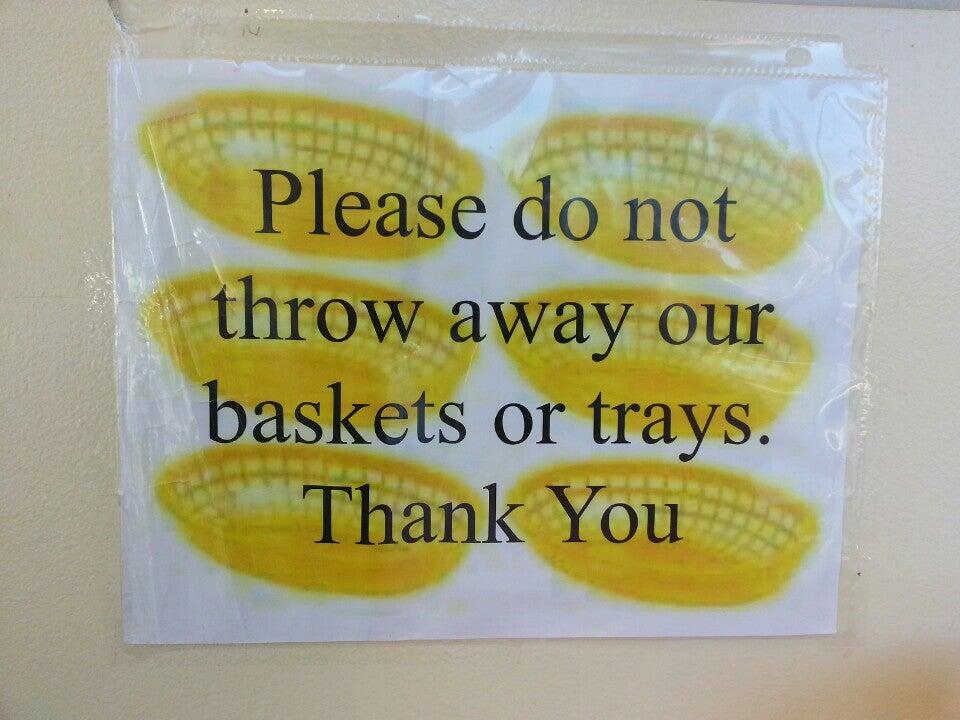 Please do not
throw away our
baskets or trays.
Thank You